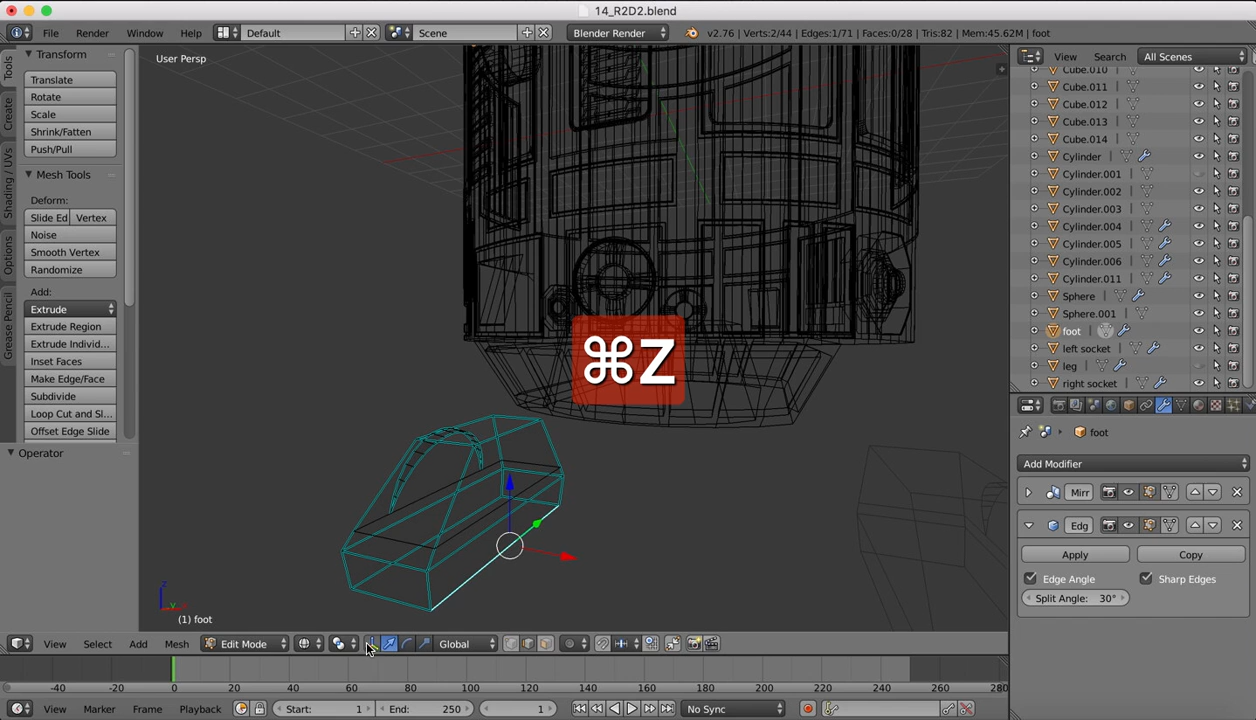 14_R2D2.blend
File Render Window Help Default Scene Blender Render v2.76 | Verts:2/44 | Edges:1/71 | Faces:0/28 | Tris:82 | Mem:45.62M | foot
Tools
Create
Shading / UVs
Options
Grease Pencil
Transform
Translate
Rotate
Scale
Shrink/Fatten
Push/Pull
Mesh Tools
Deform:
Slide Ed Vertex
Noise
Smooth Vertex
Randomize
Add:
Extrude
Extrude Region
Extrude Individ...
Inset Faces
Make Edge/Face
Subdivide
Loop Cut and Sl...
Offset Edge Slide
Operator
User Persp
⌘Z
z
y
(1) foot
View Select Add Mesh Edit Mode Global
-40 -20 0 20 40 60 80 100 120 140 160 180 200 220 240 260 280
View Marker Frame Playback Start: 1 End: 250 1 No Sync
View Search All Scenes
Cube.010
Cube.011
Cube.012
Cube.013
Cube.014
Cylinder
Cylinder.001
Cylinder.002
Cylinder.003
Cylinder.004
Cylinder.005
Cylinder.006
Cylinder.011
Sphere
Sphere.001
foot
left socket
leg
right socket
foot
Add Modifier
Mirr
Edg
Apply Copy
Edge Angle Sharp Edges
Split Angle: 30°